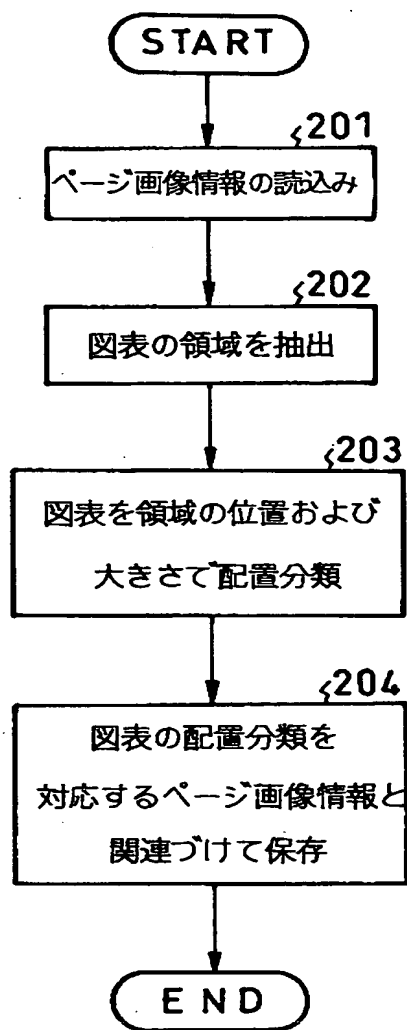 START
201
ページ画像情報の読込み
202
図表の領域を抽出
203
図表を領域の位置および
大きさで配置分類
204
図表の配置分類を
対応するページ画像情報と
関連づけて保存
END